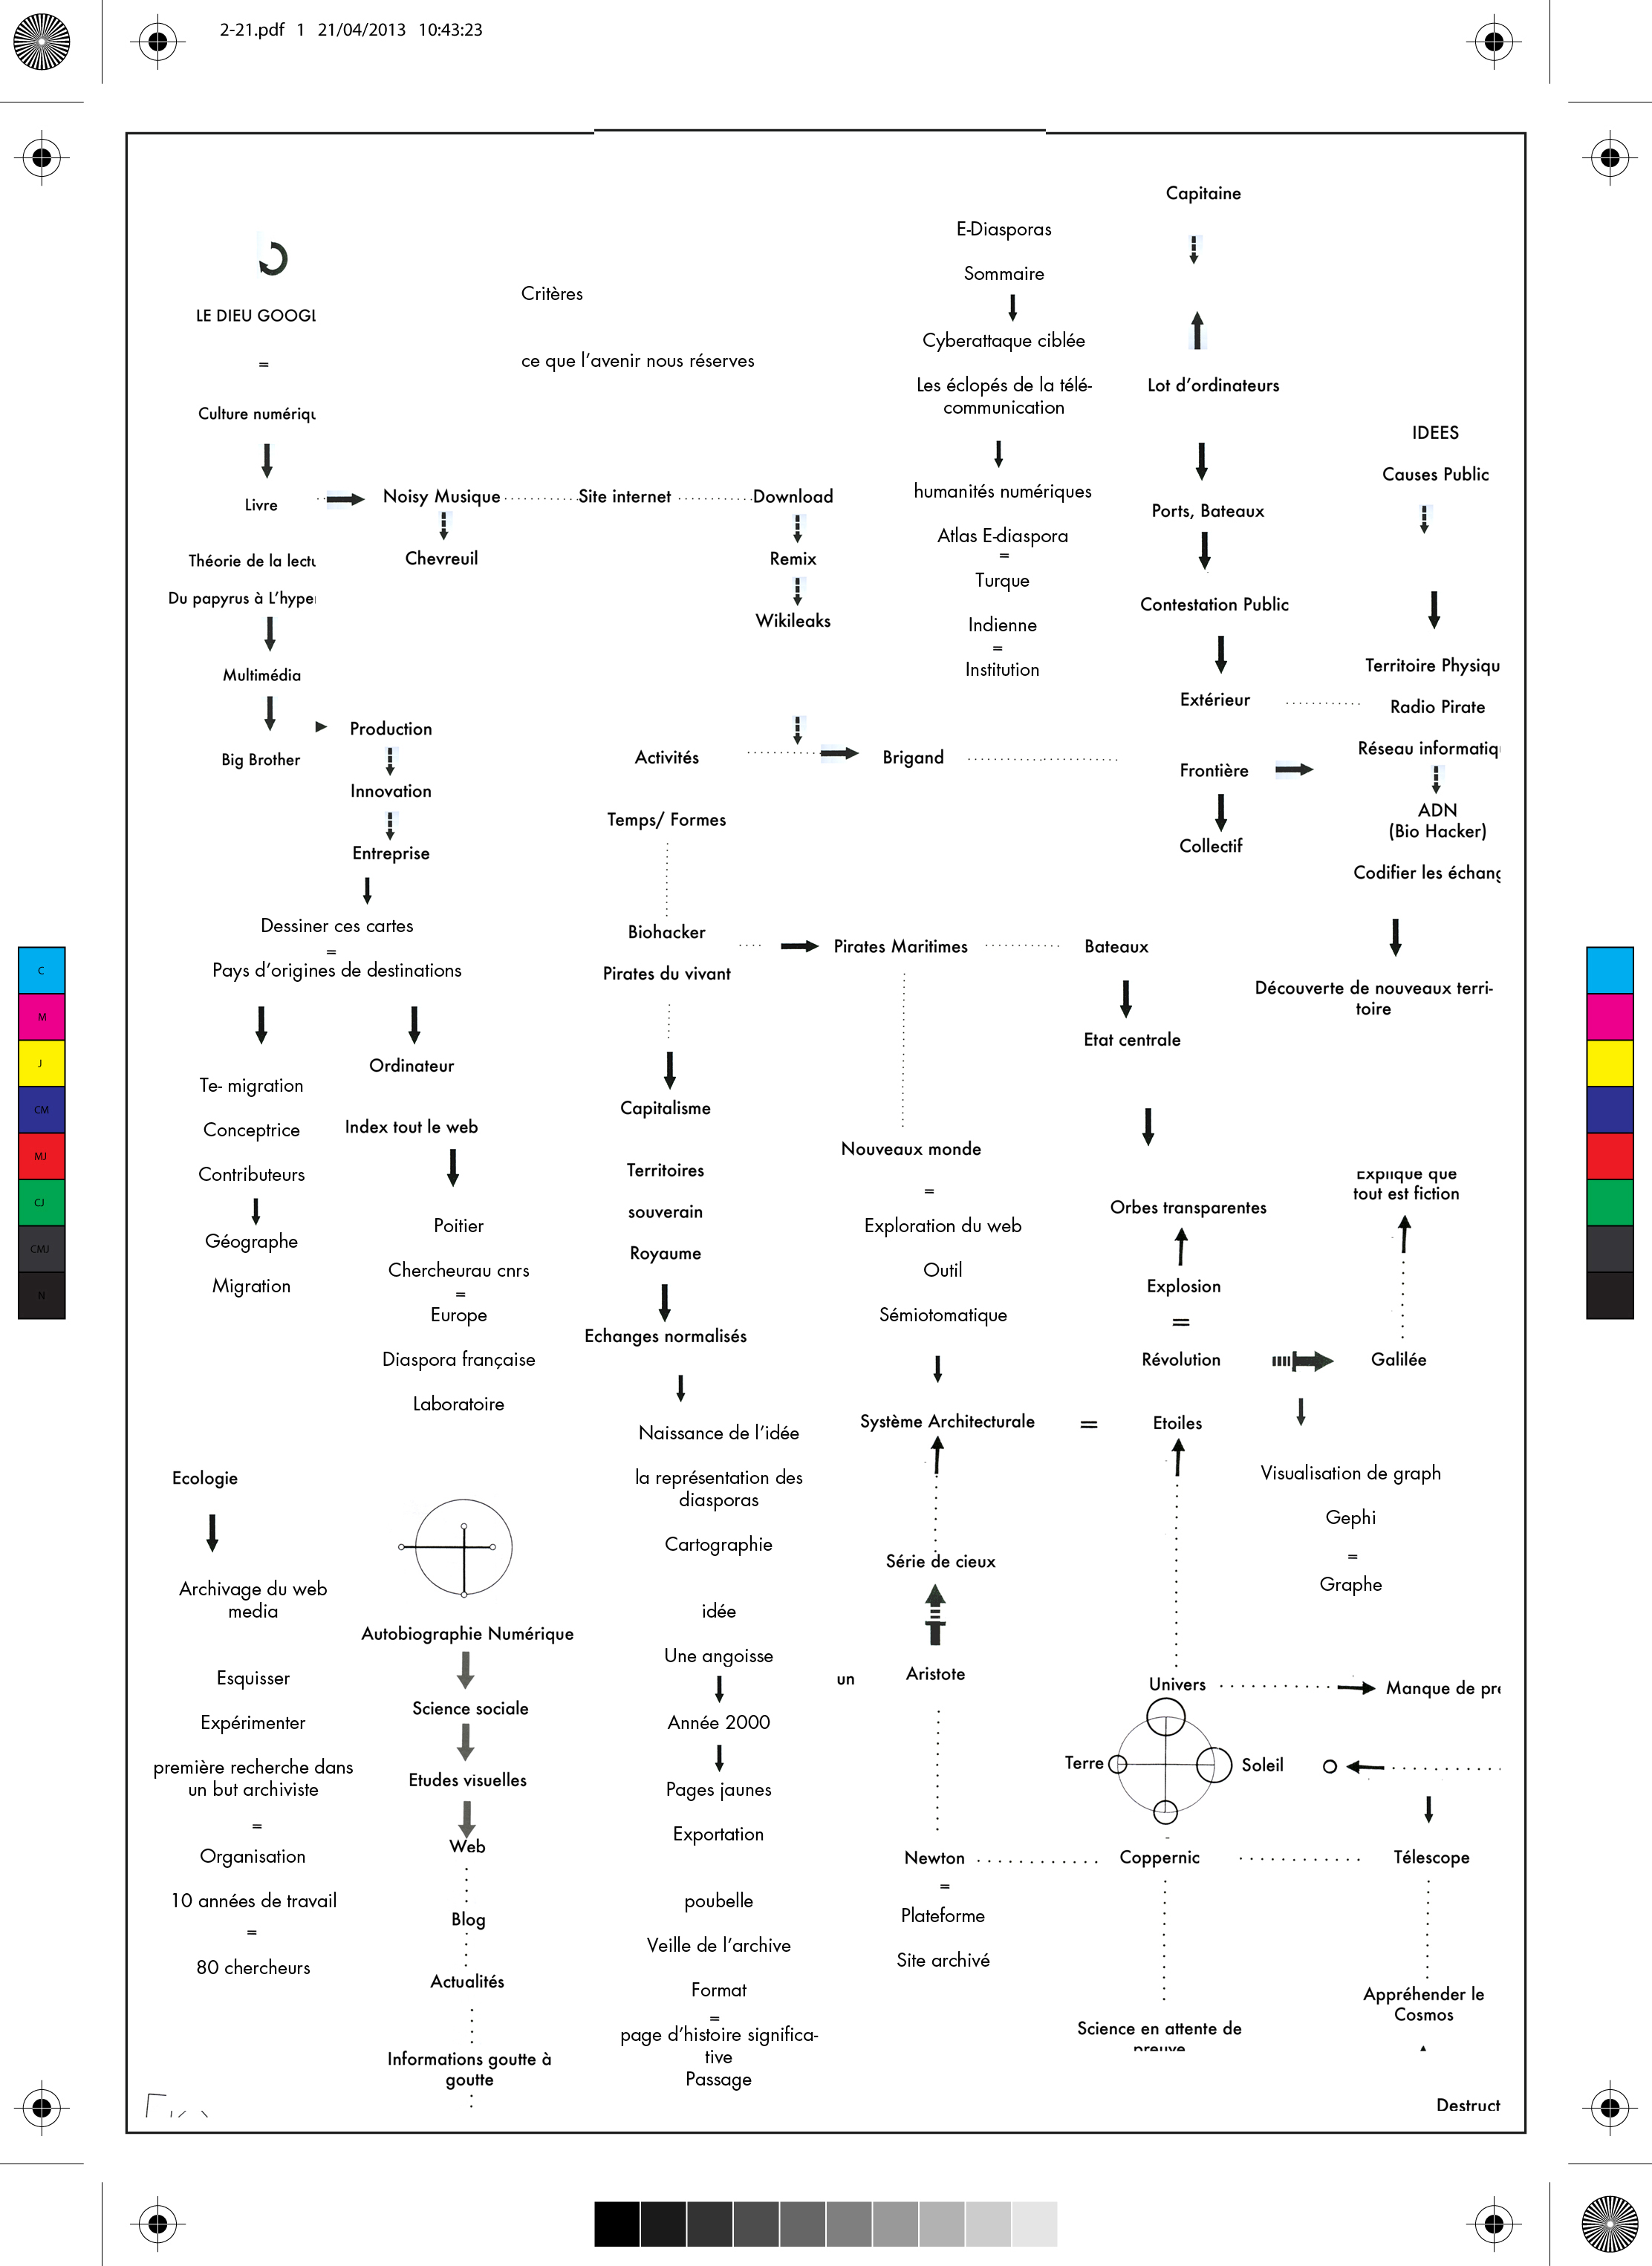 2-21.pdf 1 21/04/2013 10:43:23
LE DIEU GOOGL
=
Culture numériqu
Livre
Théorie de la lectu
Du papyrus à L'hype
Multimédia
Big Brother
Critères
ce que l'avenir nous réserves
Noisy Musique
Site internet
Download
Chevreuil
Remix
Wikileaks
Production
Innovation
Entreprise
Dessiner ces cartes
=
Pays d'origines de destinations
Te- migration
Conceptrice
Contributeurs
Géographe
Migration
Ordinateur
Index tout le web
Poitier
Chercheurau cnrs
=
Europe
Diaspora française
Laboratoire
E-Diasporas
Sommaire
Cyberattaque ciblée
Les éclopés de la télé-
communication
humanités numériques
Atlas E-diaspora
=
Turque
Indienne
=
Institution
Capitaine
Lot d'ordinateurs
Ports, Bateaux
Contestation Public
Extérieur
Frontière
Collectif
IDEES
Causes Public
Territoire Physiqu
Radio Pirate
Réseau informatiq
ADN
(Bio Hacker)
Codifier les échang
Découverte de nouveaux terri-
toire
Activités
Brigand
Temps/ Formes
Biohacker
Pirates du vivant
Pirates Maritimes
Bateaux
Etat centrale
Capitalisme
Territoires
souverain
Royaume
Echanges normalisés
Naissance de l'idée
la représentation des
diasporas
Cartographie
idée
Une angoisse
Année 2000
Pages jaunes
Exportation
poubelle
Veille de l'archive
Format
=
page d'histoire significa-
tive
Passage
Nouveaux monde
=
Exploration du web
Outil
Sémiotomatique
Système Architecturale
=
Etoiles
Série de cieux
un
Aristote
Newton
=
Plateforme
Site archivé
Orbes transparentes
Explosion
=
Révolution
Galilée
Explique que
tout est fiction
Visualisation de graph
Gephi
=
Graphe
Univers
Manque de pre
Terre
Soleil
Coppernic
Télescope
Science en attente de
preuve
Appréhender le
Cosmos
Destruct
Ecologie
Archivage du web
media
Esquisser
Expérimenter
première recherche dans
un but archiviste
=
Organisation
10 années de travail
=
80 chercheurs
Autobiographie Numérique
Science sociale
Etudes visuelles
Web
Blog
Actualités
Informations goutte à
goutte
C
M
J
CM
MJ
CJ
CMJ
N